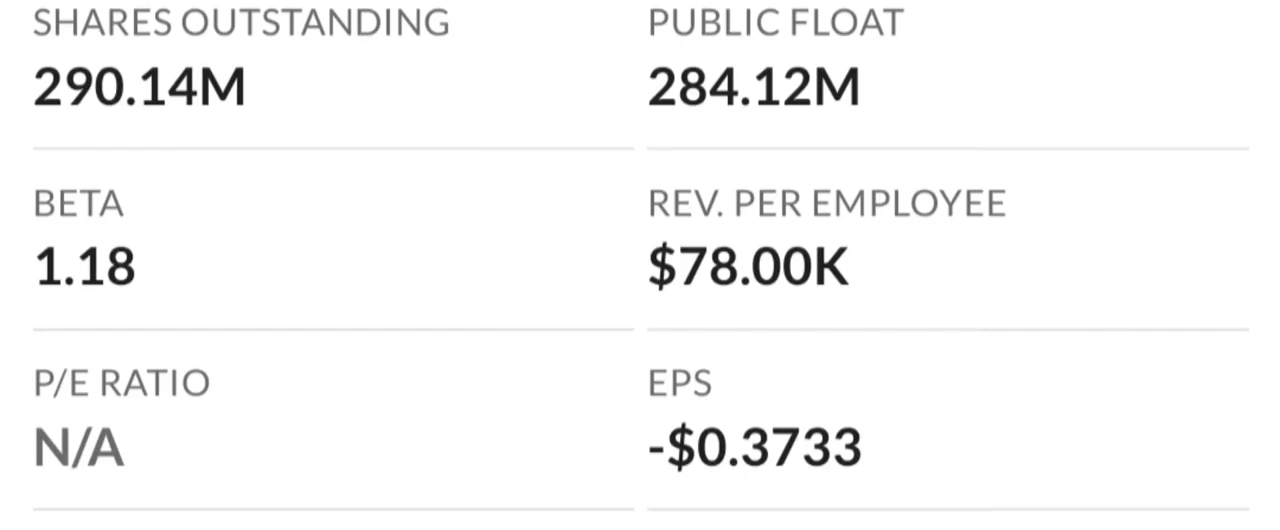 SHARES OUTSTANDING
290.14M
PUBLIC FLOAT
284.12M
BETA
1.18
REV. PER EMPLOYEE
$78.00K
P/E RATIO
N/A
EPS
-$0.3733